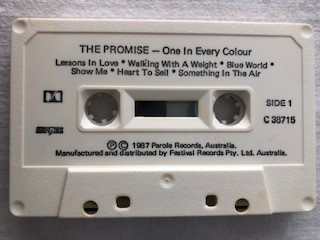 THE PROMISE — One In Every Colour
Lessons In Love * Walking With A Weight * Blue World *
Show Me * Heart To Sell * Something In The Air
SIDE 1
C 38715
Ⓟ © 1987 Parole Records, Australia.
Manufactured and distributed by Festival Records Pty. Ltd. Australia.